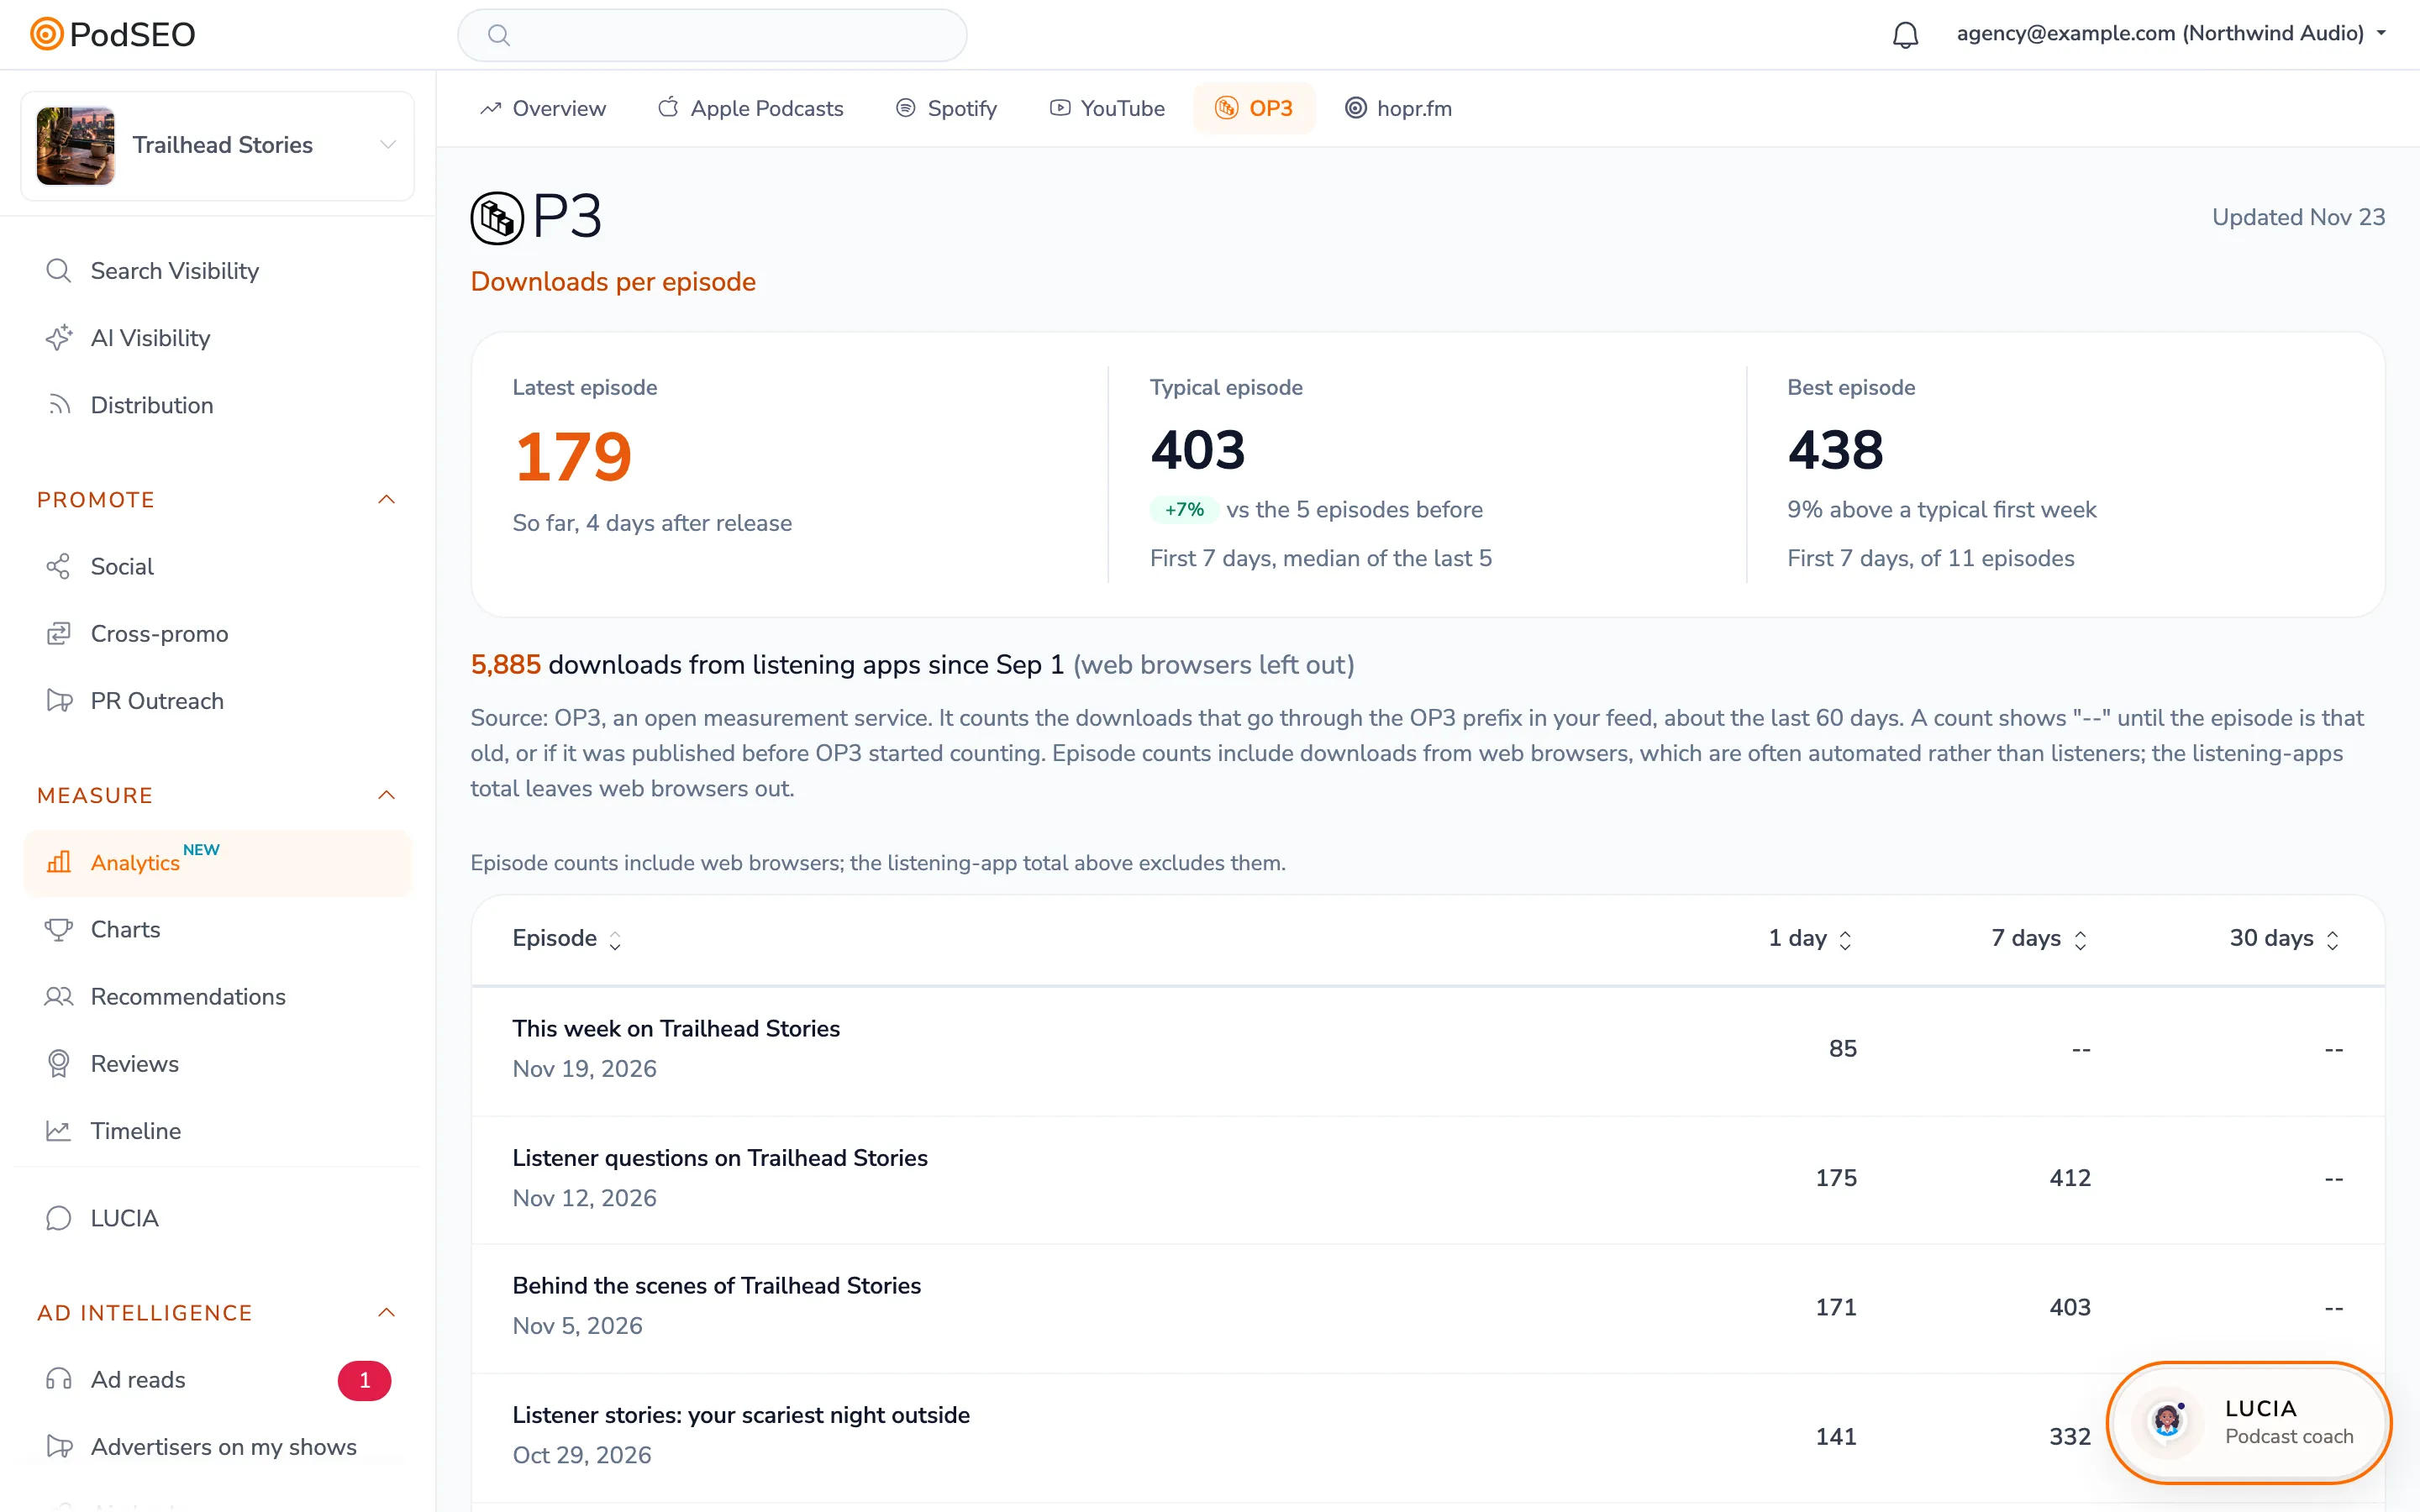 PodSEO
agency@example.com (Northwind Audio)
Trailhead Stories
Overview
Apple Podcasts
Spotify
YouTube
OP3
hopr.fm
Search Visibility
AI Visibility
Distribution
PROMOTE
Social
Cross-promo
PR Outreach
MEASURE
Analytics NEW
Charts
Recommendations
Reviews
Timeline
LUCIA
AD INTELLIGENCE
Ad reads 1
Advertisers on my shows
P3
Updated Nov 23
Downloads per episode
Latest episode
179
So far, 4 days after release
Typical episode
403
+7% vs the 5 episodes before
First 7 days, median of the last 5
Best episode
438
9% above a typical first week
First 7 days, of 11 episodes
5,885 downloads from listening apps since Sep 1 (web browsers left out)
Source: OP3, an open measurement service. It counts the downloads that go through the OP3 prefix in your feed, about the last 60 days. A count shows "--" until the episode is that
old, or if it was published before OP3 started counting. Episode counts include downloads from web browsers, which are often automated rather than listeners; the listening-apps
total leaves web browsers out.
Episode counts include web browsers; the listening-app total above excludes them.
Episode 1 day 7 days 30 days
This week on Trailhead Stories
Nov 19, 2026
85 -- --
Listener questions on Trailhead Stories
Nov 12, 2026
175 412 --
Behind the scenes of Trailhead Stories
Nov 5, 2026
171 403 --
Listener stories: your scariest night outside
Oct 29, 2026
141 332
LUCIA
Podcast coach